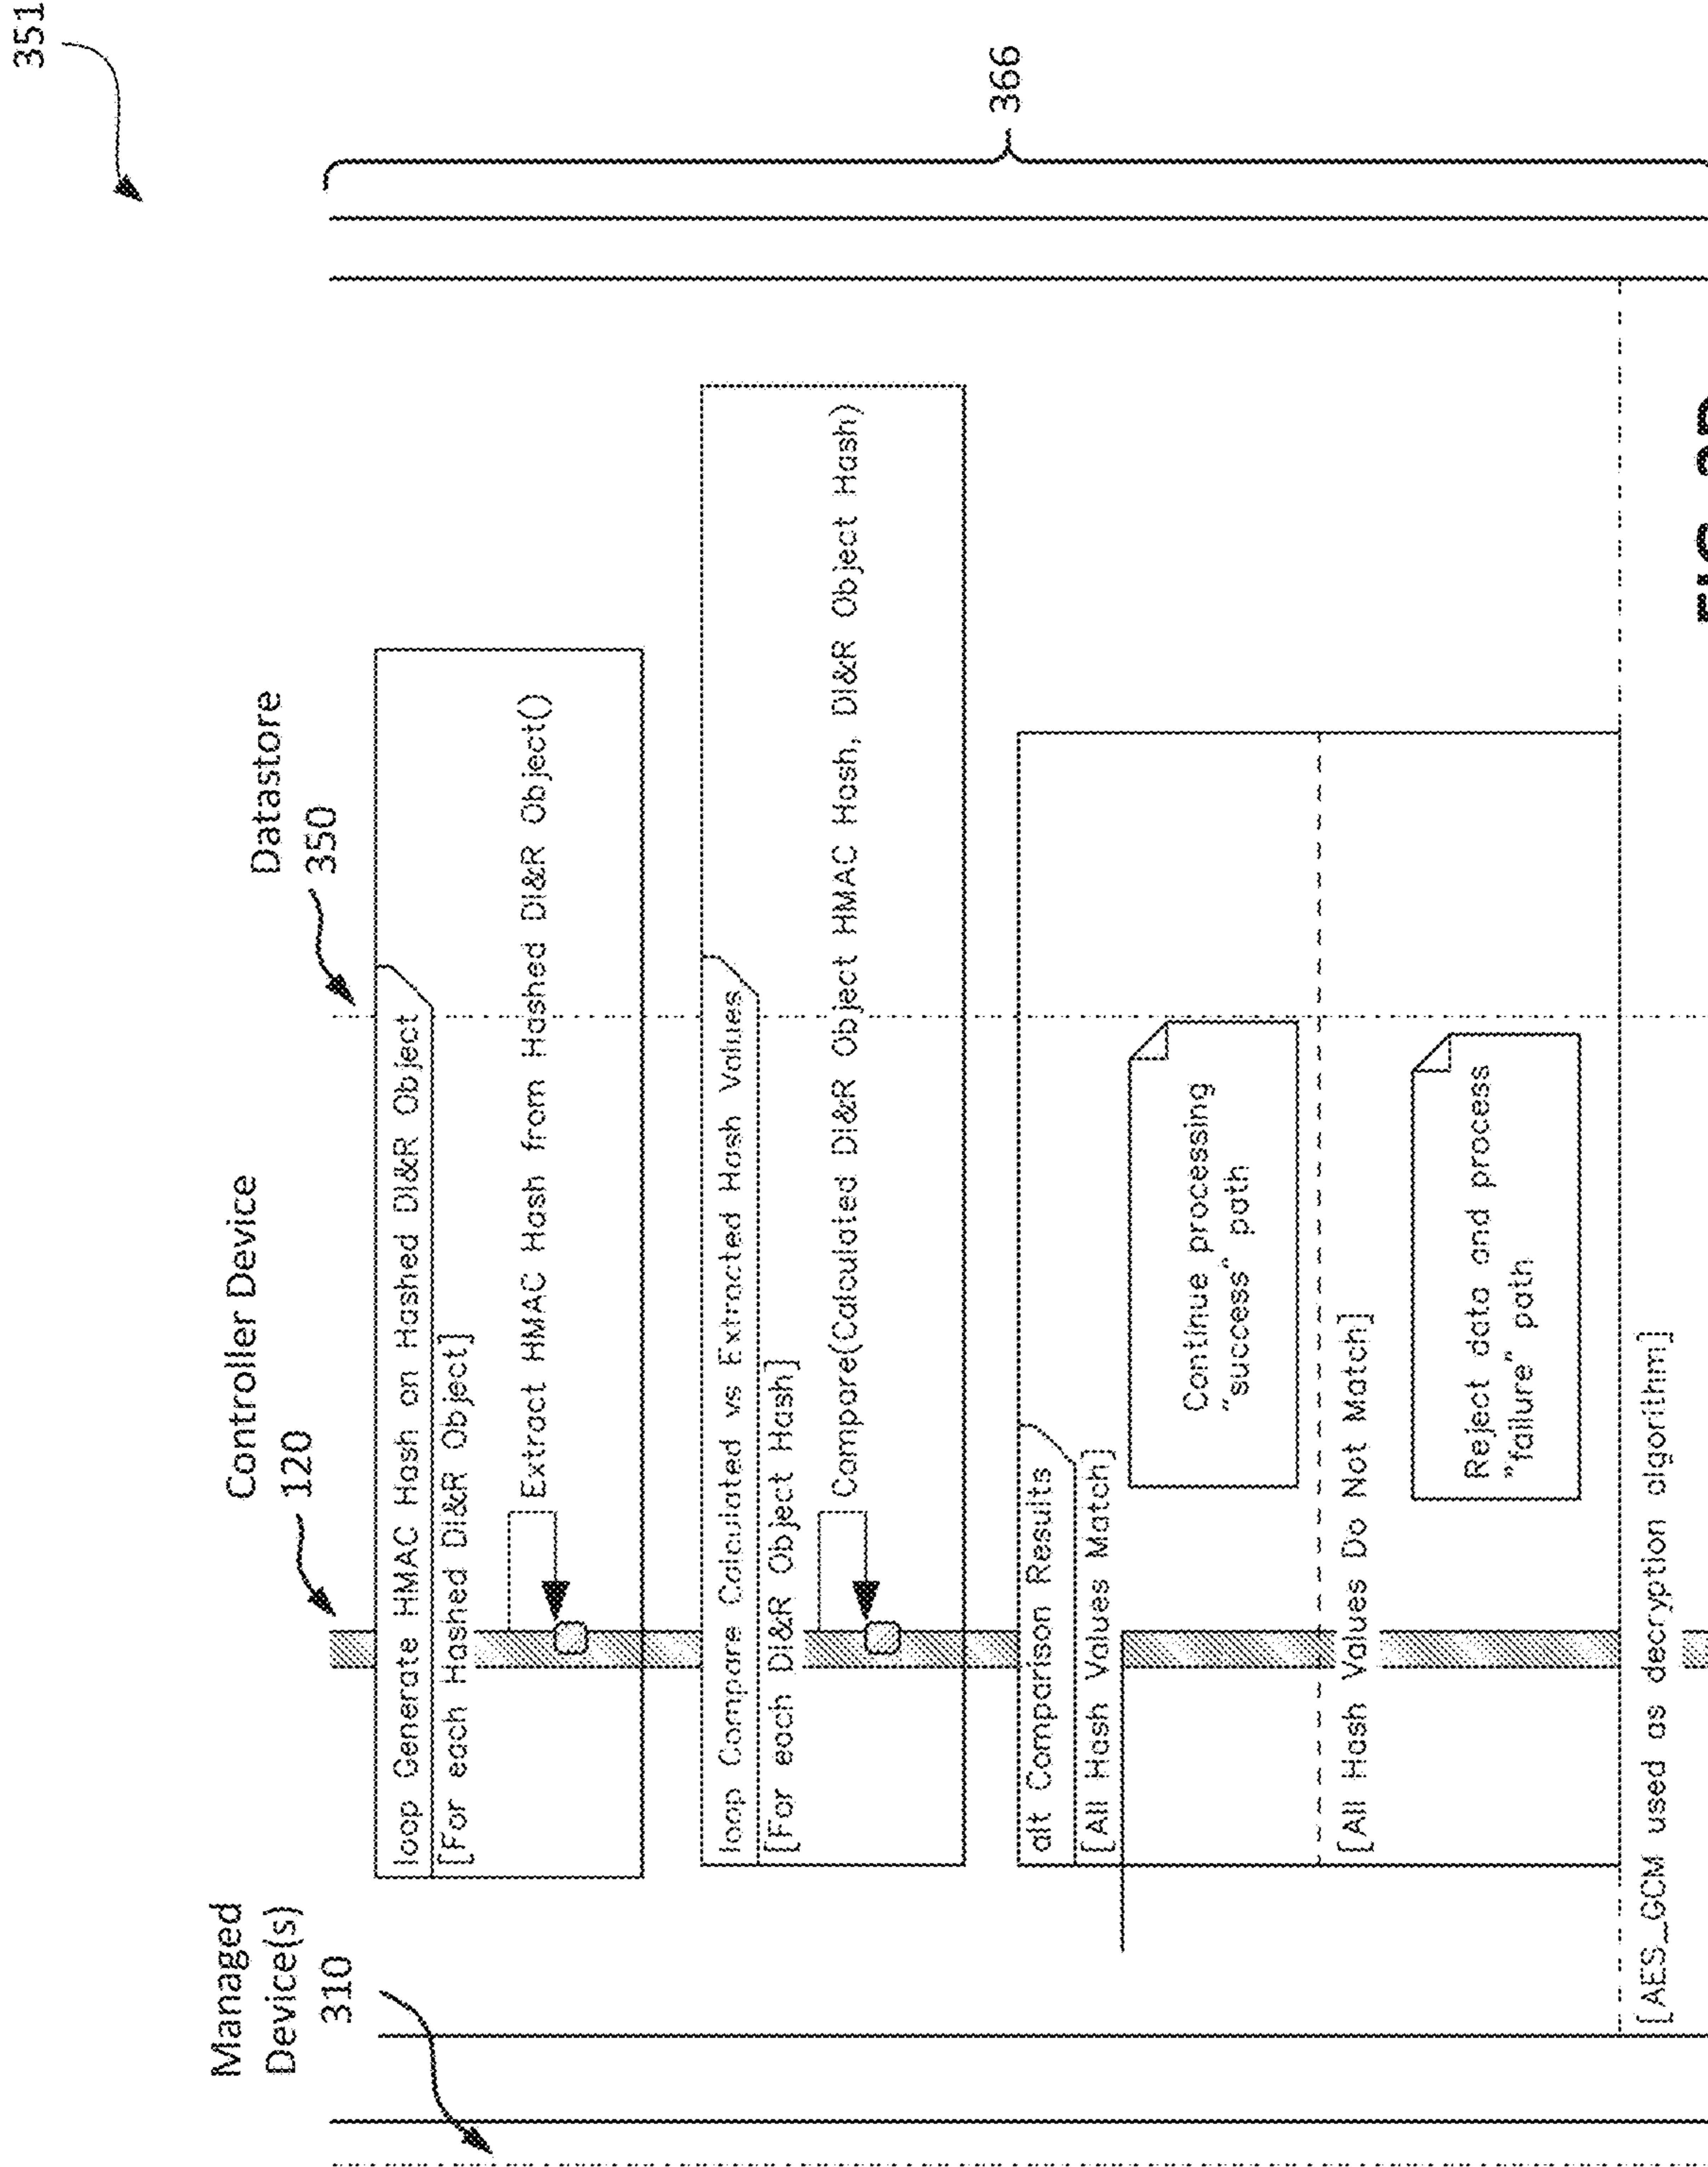 351
Managed
Device(s)
310
Controller Device
120
Datastore
350
loop Generate HMAC Hash on Hashed DI&R Object
[For each Hashed DI&R Object]
Extract HMAC Hash from Hashed DI&R Object()
loop Compare Calculated vs Extracted Hash Values
[For each DI&R Object Hash]
Compare(Calculated DI&R Object HMAC Hash, DI&R Object Hash)
alt Comparison Results
[All Hash Values Match]
Continue processing
"success" path
[All Hash Values Do Not Match]
Reject data and process
"failure" path
366
[AES_GCM used as decryption algorithm]